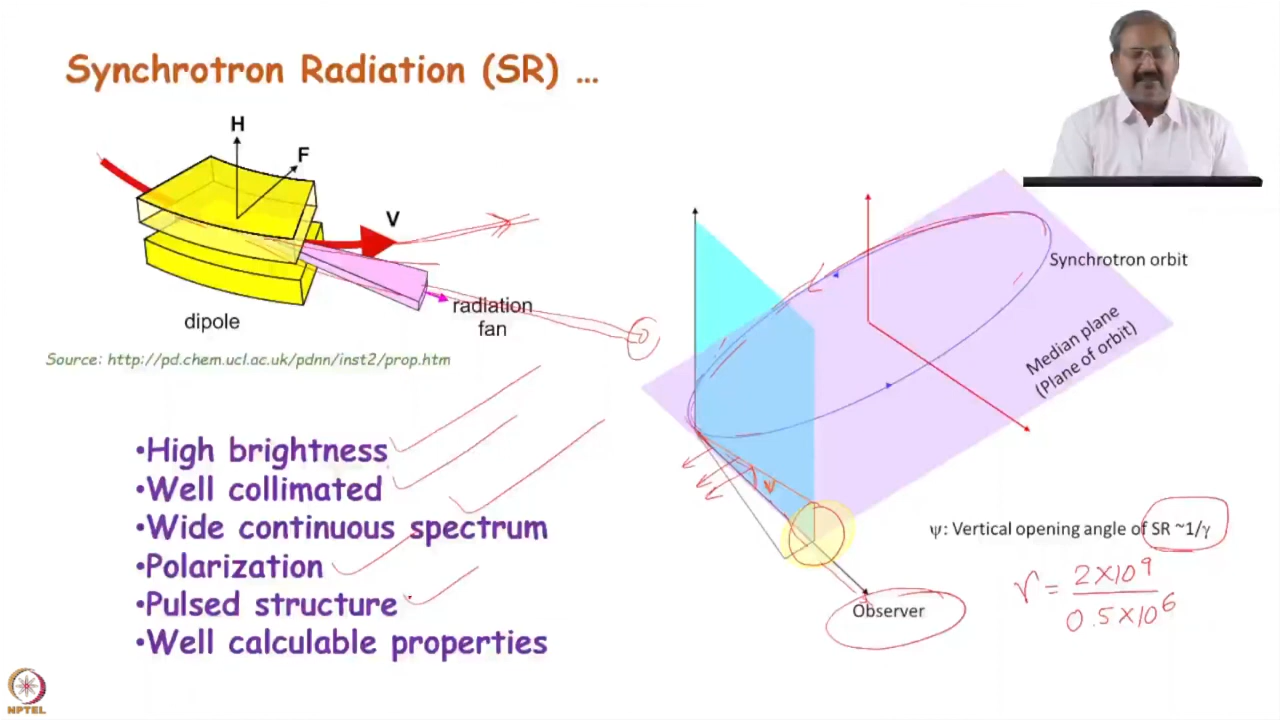 Synchrotron Radiation (SR) ...
H
F
V
dipole
radiation
fan
Source: http://pd.chem.ucl.ac.uk/pdnn/inst2/prop.htm
•High brightness
•Well collimated
•Wide continuous spectrum
•Polarization
•Pulsed structure
•Well calculable properties
Synchrotron orbit
Median plane
(Plane of orbit)
ψ
ψ: Vertical opening angle of SR ~1/γ
γ = 2×10⁹ / 0.5×10⁶
Observer
NPTEL